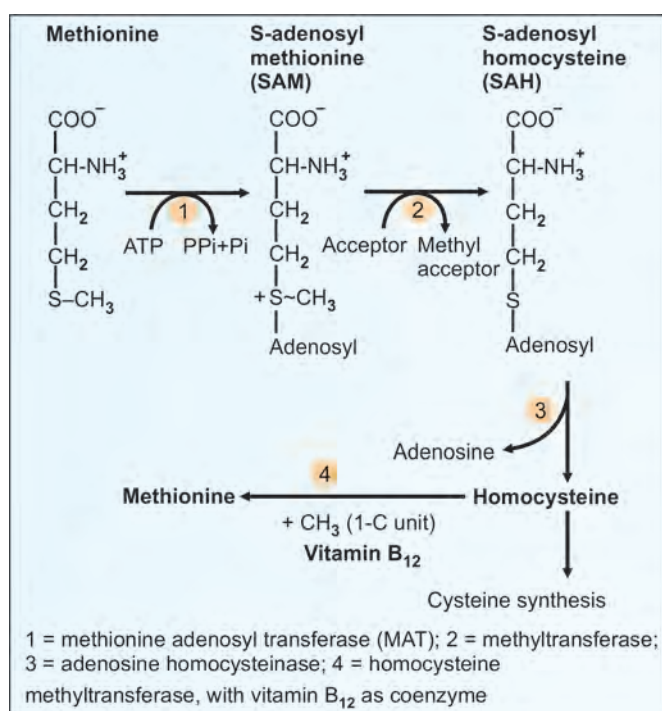 Methionine
S-adenosyl
methionine
(SAM)
S-adenosyl
homocysteine
(SAH)
COO⁻
CH-NH₃⁺
CH₂
CH₂
S–CH₃
1
ATP PPi+Pi
COO⁻
CH-NH₃⁺
CH₂
CH₂
+S~CH₃
Adenosyl
2
Acceptor Methyl
acceptor
COO⁻
CH-NH₃⁺
CH₂
CH₂
S
Adenosyl
3
Adenosine
4
Methionine
Homocysteine
+ CH₃ (1-C unit)
Vitamin B₁₂
Cysteine synthesis
1 = methionine adenosyl transferase (MAT); 2 = methyltransferase;
3 = adenosine homocysteinase; 4 = homocysteine
methyltransferase, with vitamin B₁₂ as coenzyme